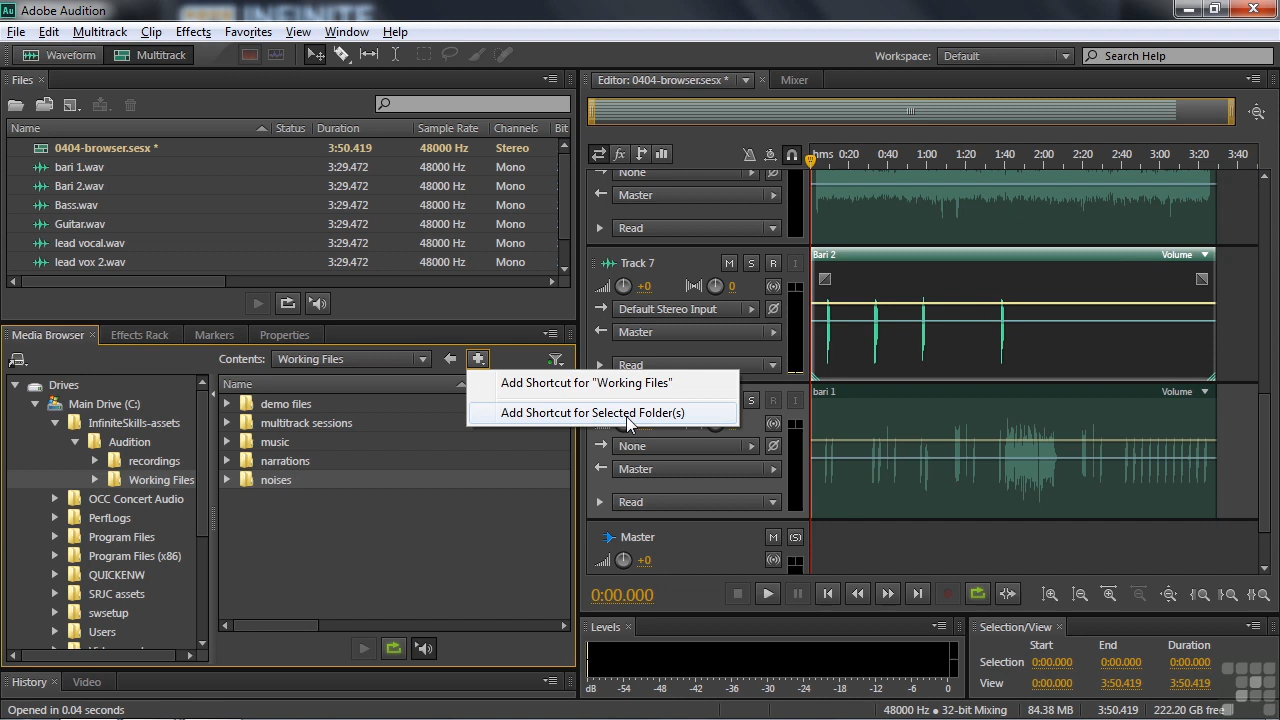 Au Adobe Audition
File Edit Multitrack Clip Effects Favorites View Window Help
Waveform Multitrack
Workspace: Default
Search Help
Files ×
Name Status Duration Sample Rate Channels Bit
0404-browser.sesx * 3:50.419 48000 Hz Stereo
bari 1.wav 3:29.472 48000 Hz Mono
Bari 2.wav 3:29.472 48000 Hz Mono
Bass.wav 3:29.472 48000 Hz Mono
Guitar.wav 3:29.472 48000 Hz Mono
lead vocal.wav 3:29.472 48000 Hz Mono
lead vox 2.wav 3:29.472 48000 Hz Mono
Media Browser × Effects Rack Markers Properties
Contents: Working Files
Drives
Main Drive (C:)
InfiniteSkills-assets
Audition
recordings
Working Files
OCC Concert Audio
PerfLogs
Program Files
Program Files (x86)
QUICKENW
SRJC assets
swsetup
Users
Name
demo files
multitrack sessions
music
narrations
noises
Add Shortcut for "Working Files"
Add Shortcut for Selected Folder(s)
History × Video
Opened in 0.04 seconds
Editor: 0404-browser.sesx * × Mixer
fx
hms 0:20 0:40 1:00 1:20 1:40 2:00 2:20 2:40 3:00 3:20 3:40
None
Master
Read
Track 7 M S R I
+0 0
Default Stereo Input
Master
Read
S R I
None
Master
Read
Master M (S)
+0
Bari 2 Volume
bari 1 Volume
0:00.000
Levels ×
dB -54 -48 -42 -36 -30 -24 -18 -12 -6 0
Selection/View ×
Start End Duration
Selection 0:00.000 0:00.000 0:00.000
View 0:00.000 3:50.419 3:50.419
48000 Hz ● 32-bit Mixing 84.38 MB 3:50.419 222.20 GB free